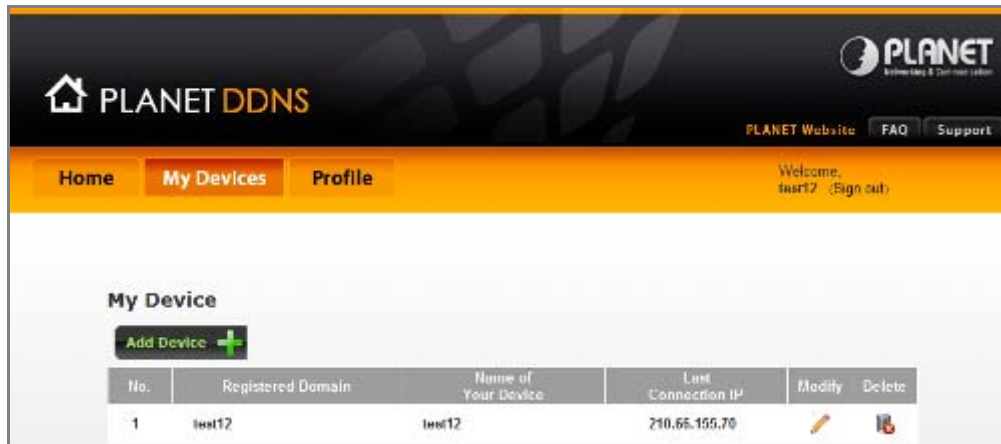 PLANET
Networking & Communication
PLANET DDNS
PLANET Website FAQ Support
Home My Devices Profile
Welcome,
test12 (Sign out)
My Device
Add Device
No. Registered Domain Name of Your Device Last Connection IP Modify Delete
1 test12 test12 210.66.155.70